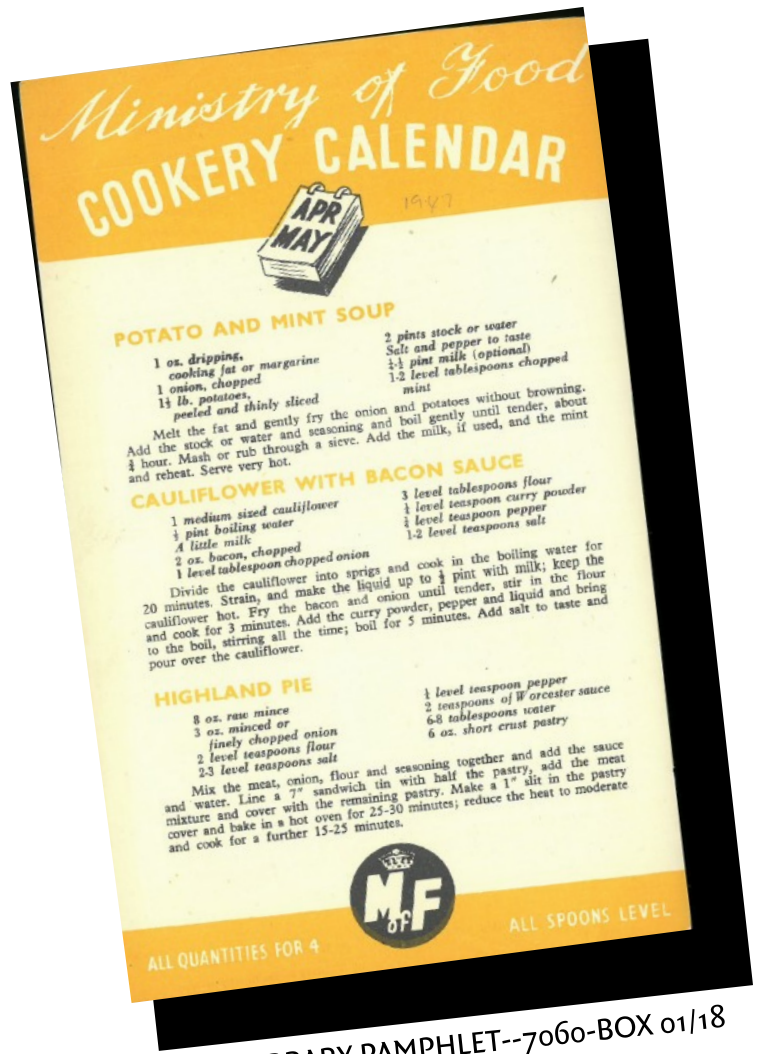 Ministry of Food
COOKERY CALENDAR
APR
MAY
1947
POTATO AND MINT SOUP
1 oz. dripping,
cooking fat or margarine
1 onion, chopped
1½ lb. potatoes,
peeled and thinly sliced
2 pints stock or water
Salt and pepper to taste
pint milk (optional)
1-2 level tablespoons chopped
mint
Melt the fat and gently fry the onion and potatoes without browning.
Add the stock or water and seasoning and boil gently until tender, about
¾ hour. Mash or rub through a sieve. Add the milk, if used, and the mint
and reheat. Serve very hot.
CAULIFLOWER WITH BACON SAUCE
1 medium sized cauliflower
½ pint boiling water
A little milk
2 oz. bacon, chopped
1 level tablespoon chopped onion
3 level tablespoons flour
level teaspoon curry powder
level teaspoon pepper
1-2 level teaspoons salt
Divide the cauliflower into sprigs and cook in the boiling water for
20 minutes. Strain, and make the liquid up to pint with milk; keep the
cauliflower hot. Fry the bacon and onion until tender, stir in the flour
and cook for 3 minutes. Add the curry powder, pepper and liquid and bring
to the boil, stirring all the time; boil for 5 minutes. Add salt to taste and
pour over the cauliflower.
HIGHLAND PIE
8 oz. raw mince
3 oz. minced or
finely chopped onion
2 level teaspoons flour
2-3 level teaspoons salt
level teaspoon pepper
2 teaspoons of Worcester sauce
6-8 tablespoons water
6 oz. short crust pastry
Mix the meat, onion, flour and seasoning together and add the sauce
and water. Line a 7" sandwich tin with half the pastry, add the meat
mixture and cover with the remaining pastry. Make a 1" slit in the pastry
cover and bake in a hot oven for 25-30 minutes; reduce the heat to moderate
and cook for a further 15-25 minutes.
M of F
ALL QUANTITIES FOR 4
ALL SPOONS LEVEL
PAMPHLET--7060-BOX 01/18